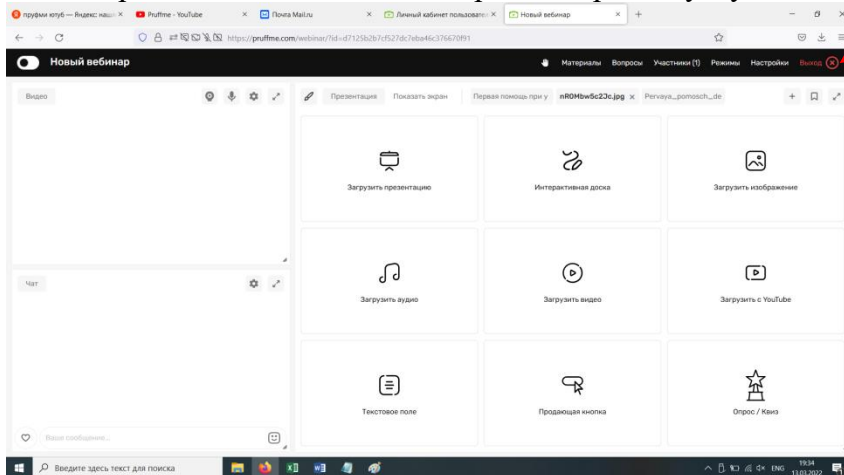 пруфми ютуб — Яндекс: наш
Pruffme - YouTube
Почта Mail.ru
Личный кабинет пользовате
Новый вебинар
https://pruffme.com/webinar/?id=d7125b2b7cf527dc7eba46c376670f91
Новый вебинар
Материалы Вопросы Участники (1) Режимы Настройки Выход
Видео
Презентация Показать экран Первая помощь при у nR0Mbw5c2Jc.jpg Pervaya_pomosch_de
Загрузить презентацию Интерактивная доска Загрузить изображение
Чат
Загрузить аудио Загрузить видео Загрузить с YouTube
Текстовое поле Продающая кнопка Опрос / Квиз
Ваше сообщение...
Введите здесь текст для поиска
ENG
19:34
13.03.2022